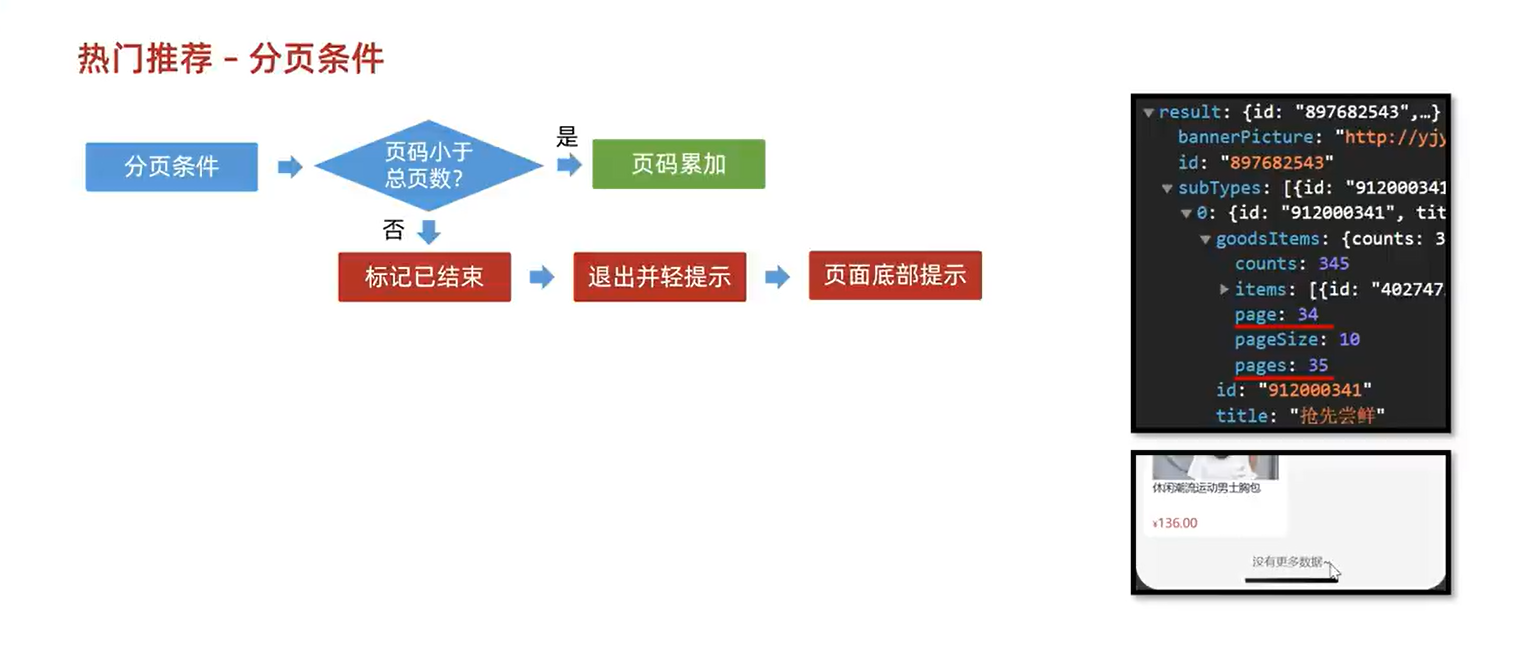 热门推荐 – 分页条件
分页条件
页码小于
总页数?
是
页码累加
否
标记已结束
退出并轻提示
页面底部提示
result: {id: "897682543",…}
bannerPicture: "http://yjy
id: "897682543"
subTypes: [{id: "912000341
0: {id: "912000341", tit
goodsItems: {counts: 3
counts: 345
items: [{id: "402747
page: 34
pageSize: 10
pages: 35
id: "912000341"
title: "抢先尝鲜"
休闲潮流运动男士胸包
¥136.00
没有更多数据~